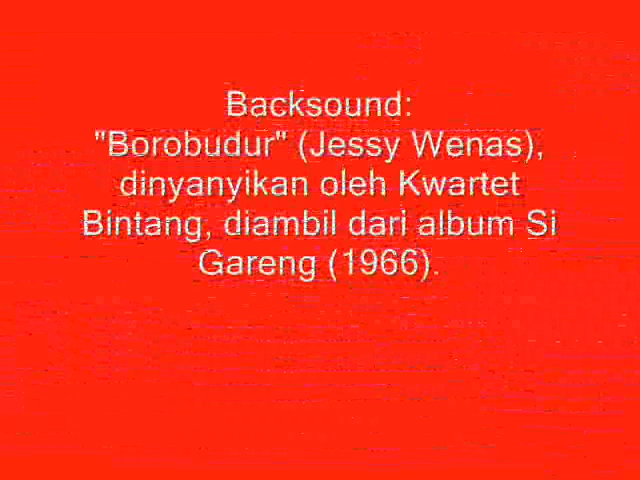 Backsound:
"Borobudur" (Jessy Wenas),
dinyanyikan oleh Kwartet
Bintang, diambil dari album Si
Gareng (1966).